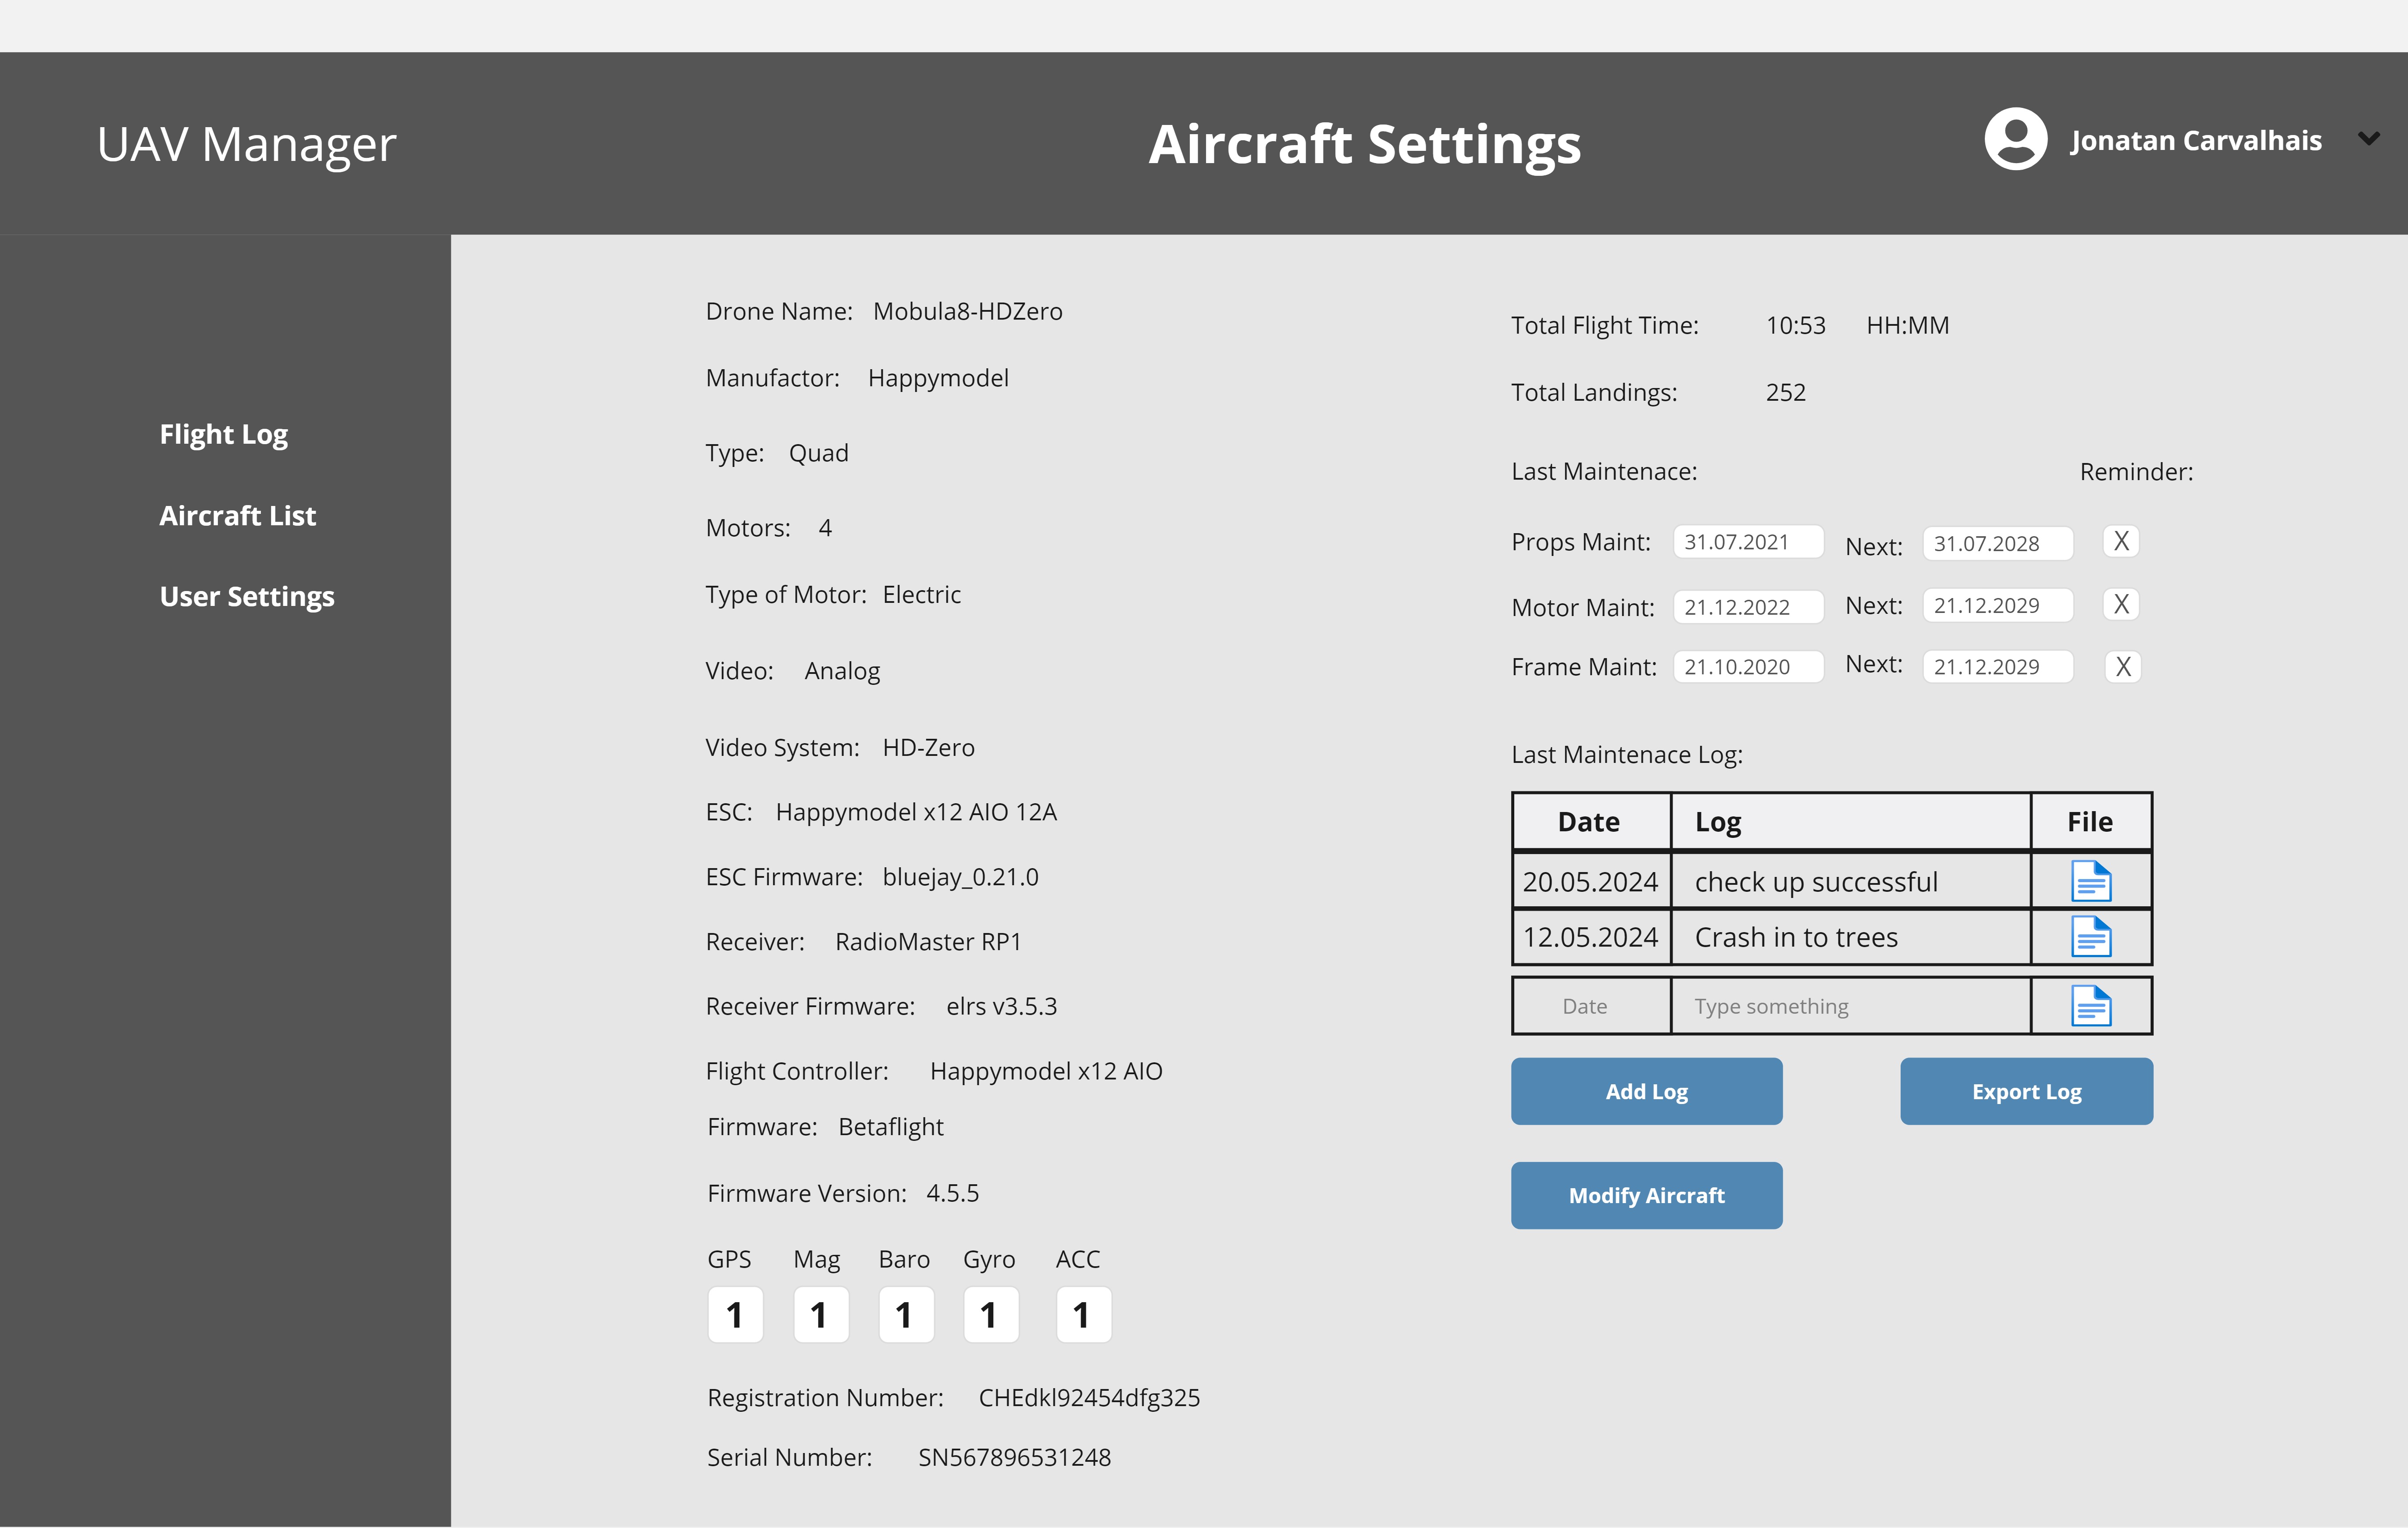 UAV Manager
Aircraft Settings
Jonatan Carvalhais
Flight Log
Aircraft List
User Settings
Drone Name: Mobula8-HDZero
Manufactor: Happymodel
Type: Quad
Motors: 4
Type of Motor: Electric
Video: Analog
Video System: HD-Zero
ESC: Happymodel x12 AIO 12A
ESC Firmware: bluejay_0.21.0
Receiver: RadioMaster RP1
Receiver Firmware: elrs v3.5.3
Flight Controller: Happymodel x12 AIO
Firmware: Betaflight
Firmware Version: 4.5.5
GPS Mag Baro Gyro ACC
1 1 1 1 1
Registration Number: CHEdkl92454dfg325
Serial Number: SN567896531248
Total Flight Time: 10:53 HH:MM
Total Landings: 252
Last Maintenace: Reminder:
Props Maint: 31.07.2021 Next: 31.07.2028 X
Motor Maint: 21.12.2022 Next: 21.12.2029 X
Frame Maint: 21.10.2020 Next: 21.12.2029 X
Last Maintenace Log:
Date Log File
20.05.2024 check up successful
12.05.2024 Crash in to trees
Date Type something
Add Log Export Log
Modify Aircraft